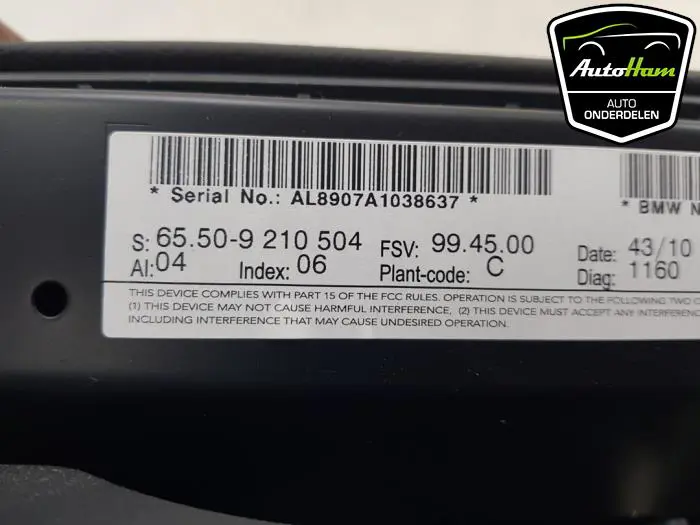 AutoHam
AUTO
ONDERDELEN
* Serial No.: AL8907A1038637 *
* BMW N
S: 65.50-9 210 504 FSV: 99.45.00 Date: 43/10
AI: 04 Index: 06 Plant-code: C Diag: 1160
THIS DEVICE COMPLIES WITH PART 15 OF THE FCC RULES. OPERATION IS SUBJECT TO THE FOLLOWING TWO
(1) THIS DEVICE MAY NOT CAUSE HARMFUL INTERFERENCE, (2) THIS DEVICE MUST ACCEPT ANY INTERFERENCE
INCLUDING INTERFERENCE THAT MAY CAUSE UNDESIRED OPERATION.